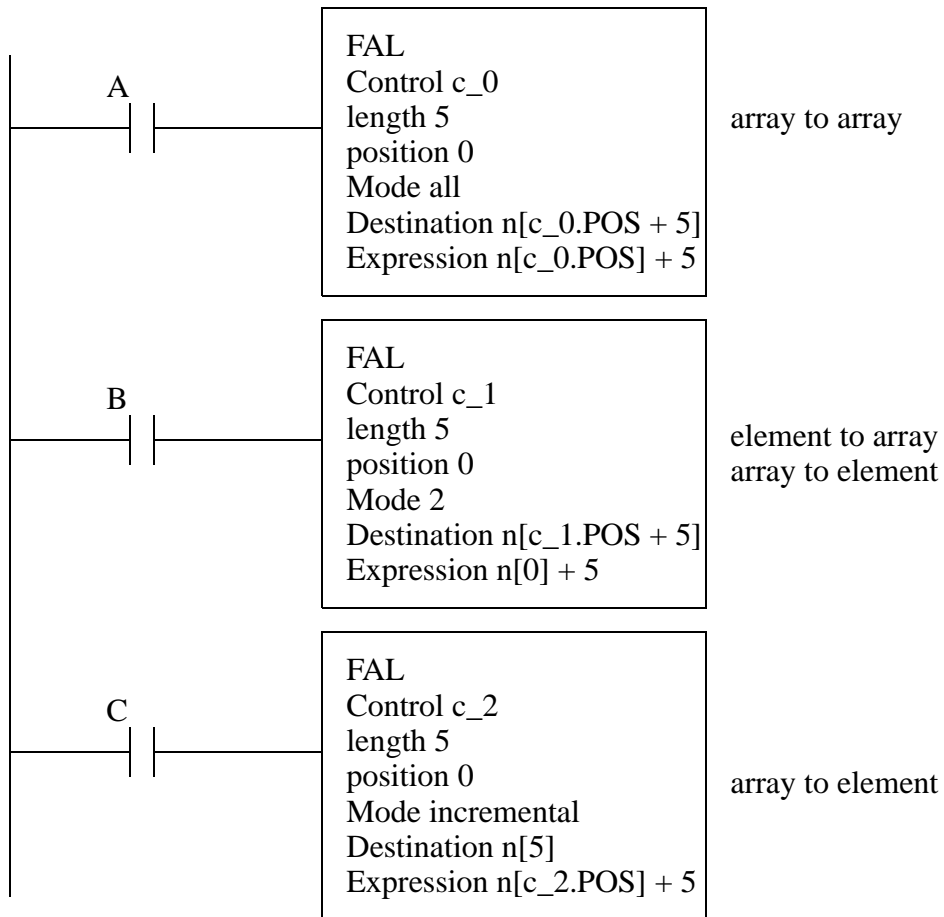 A
FAL
Control c_0
length 5
position 0
Mode all
Destination n[c_0.POS + 5]
Expression n[c_0.POS] + 5
array to array
B
FAL
Control c_1
length 5
position 0
Mode 2
Destination n[c_1.POS + 5]
Expression n[0] + 5
element to array
array to element
C
FAL
Control c_2
length 5
position 0
Mode incremental
Destination n[5]
Expression n[c_2.POS] + 5
array to element